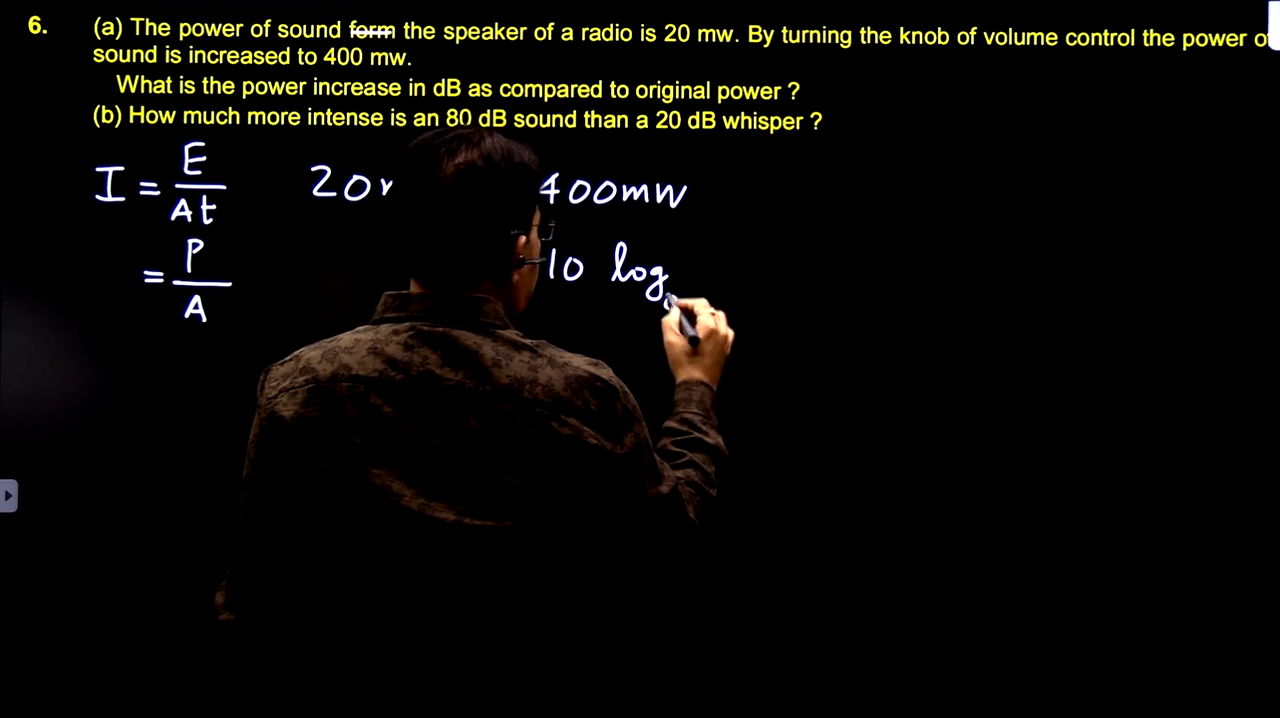 6. (a) The power of sound form the speaker of a radio is 20 mw. By turning the knob of volume control the power
sound is increased to 400 mw.
What is the power increase in dB as compared to original power ?
(b) How much more intense is an 80 dB sound than a 20 dB whisper ?
I = E / At
20
400mW
= P / A
10 log